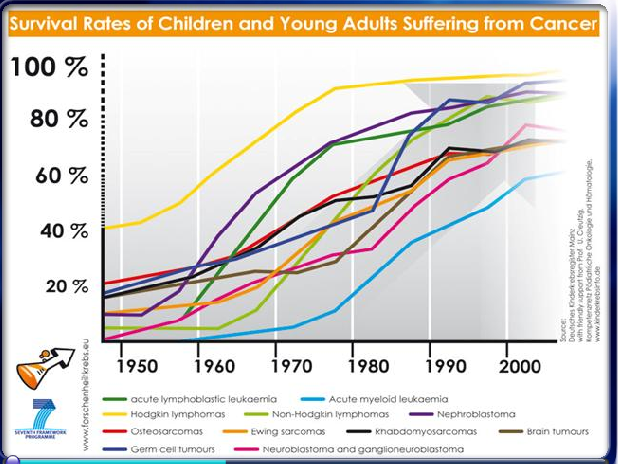 Survival Rates of Children and Young Adults Suffering from Cancer
100 %
80 %
60 %
40 %
20 %
1950 1960 1970 1980 1990 2000
acute lymphoblastic leukaemia Acute myeloid leukaemia
Hodgkin lymphomas Non-Hodgkin lymphomas Nephroblastoma
Osteosarcomas Ewing sarcomas Rhabdomyosarcomas Brain tumours
Germ cell tumours Neuroblastoma and ganglioneuroblastoma
www.forschenheilkrebs.eu
SEVENTH FRAMEWORK
PROGRAMME
Source:
Deutsches Kinderkrebsregister Mainz
with friendly support from Prof. U. Creutzig,
Kompetenznetz Pädiatrische Onkologie und Hämatologie,
www.kinderkrebsinfo.de